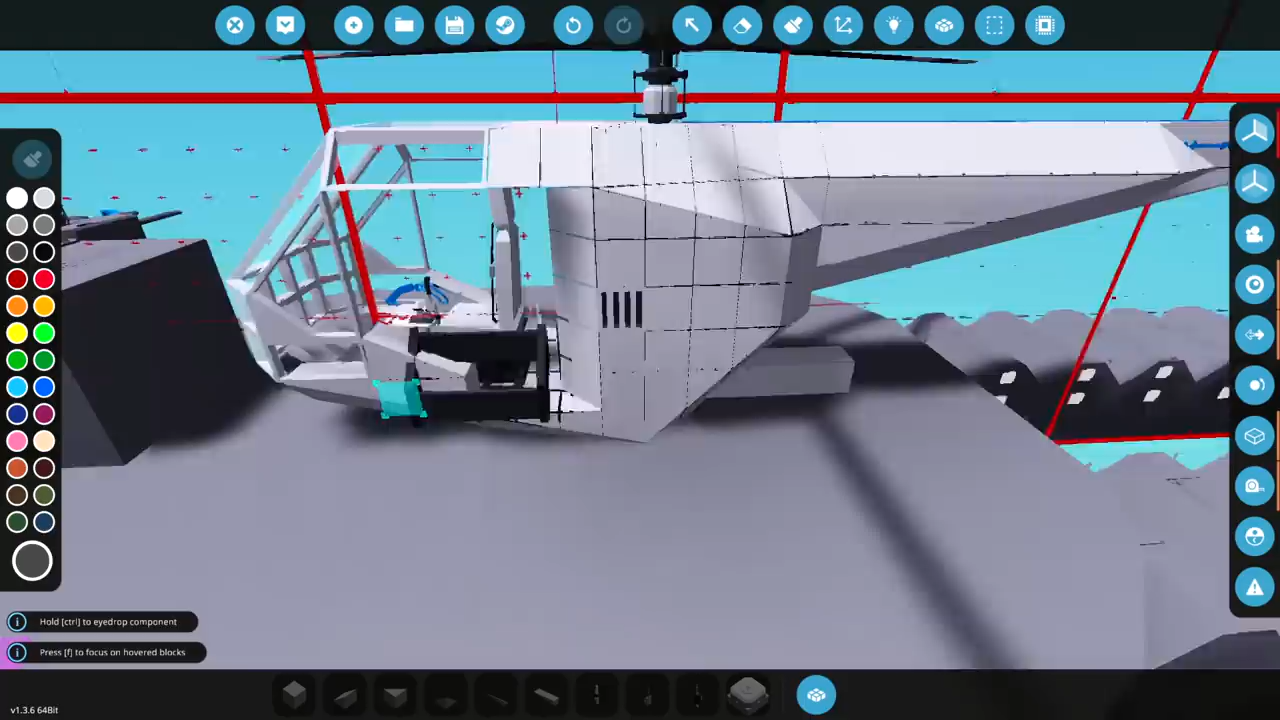 Hold [ctrl] to eyedrop component
Press [f] to focus on hovered blocks
v1.3.6 64Bit